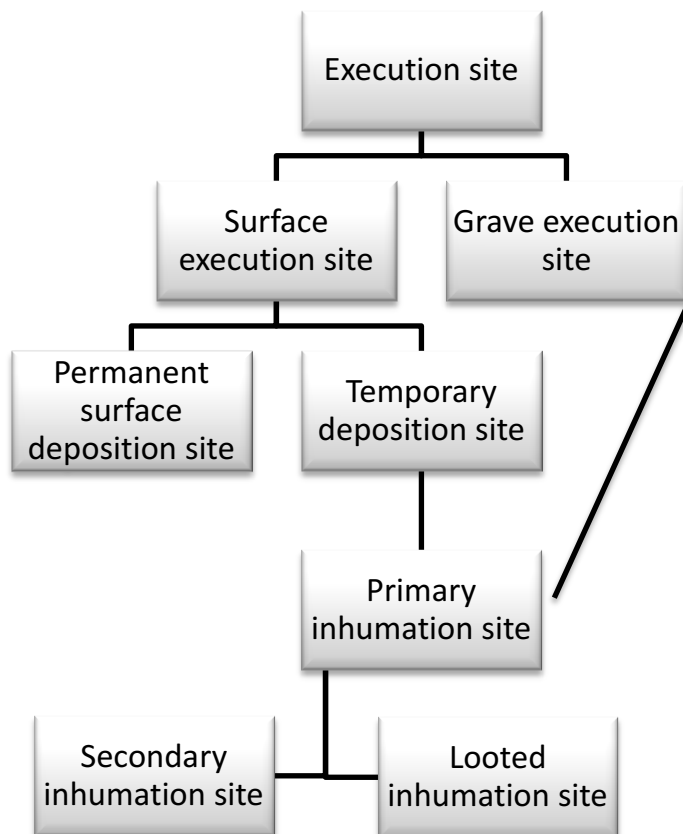 Execution site
Surface
execution site
Grave execution
site
Permanent
surface
deposition site
Temporary
deposition site
Primary
inhumation site
Secondary
inhumation site
Looted
inhumation site